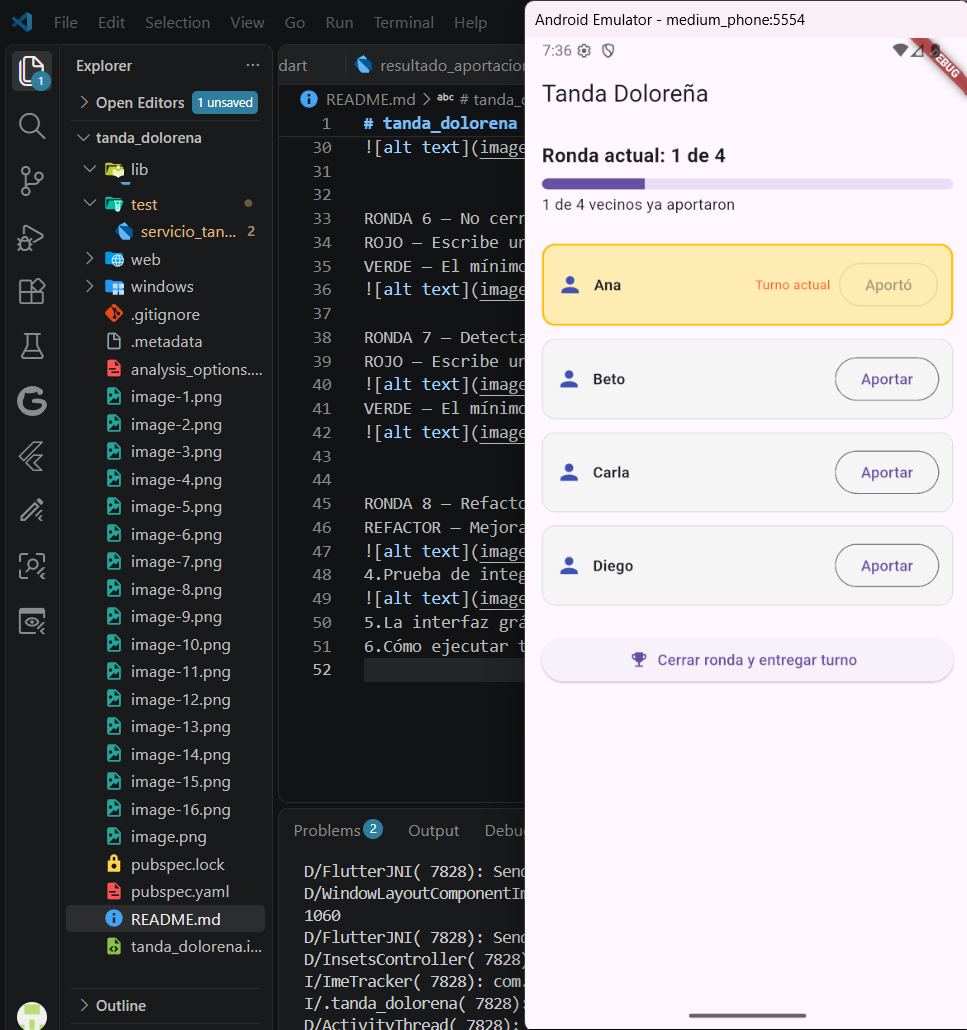 File Edit Selection View Go Run Terminal Help
Explorer
Open Editors 1 unsaved
tanda_dolorena
lib
test
servicio_tan... 2
web
windows
.gitignore
.metadata
analysis_options....
image-1.png
image-2.png
image-3.png
image-4.png
image-5.png
image-6.png
image-7.png
image-8.png
image-9.png
image-10.png
image-11.png
image-12.png
image-13.png
image-14.png
image-15.png
image-16.png
image.png
pubspec.lock
pubspec.yaml
README.md
tanda_dolorena.i...
Outline
1
dart resultado_aportacion
README.md > abc # tanda_d
1 # tanda_dolorena
30 ![alt text](image
31
32
33 RONDA 6 – No cerr
34 ROJO – Escribe un
35 VERDE – El mínimo
36 ![alt text](image
37
38 RONDA 7 – Detecta
39 ROJO – Escribe un
40 ![alt text](image
41 VERDE – El mínimo
42 ![alt text](image
43
44
45 RONDA 8 – Refacto
46 REFACTOR – Mejora
47 ![alt text](image
48 4.Prueba de integ
49 ![alt text](image
50 5.La interfaz grá
51 6.Cómo ejecutar t
52
Problems 2 Output Debu
D/FlutterJNI( 7828): Send
D/WindowLayoutComponentIm
1060
D/FlutterJNI( 7828): Send
D/InsetsController( 7828)
I/ImeTracker( 7828): com.
I/.tanda_dolorena( 7828):
D/ActivityThread( 7828):
Android Emulator - medium_phone:5554
7:36
DEBUG
Tanda Doloreña
Ronda actual: 1 de 4
1 de 4 vecinos ya aportaron
Ana Turno actual Aportó
Beto Aportar
Carla Aportar
Diego Aportar
Cerrar ronda y entregar turno